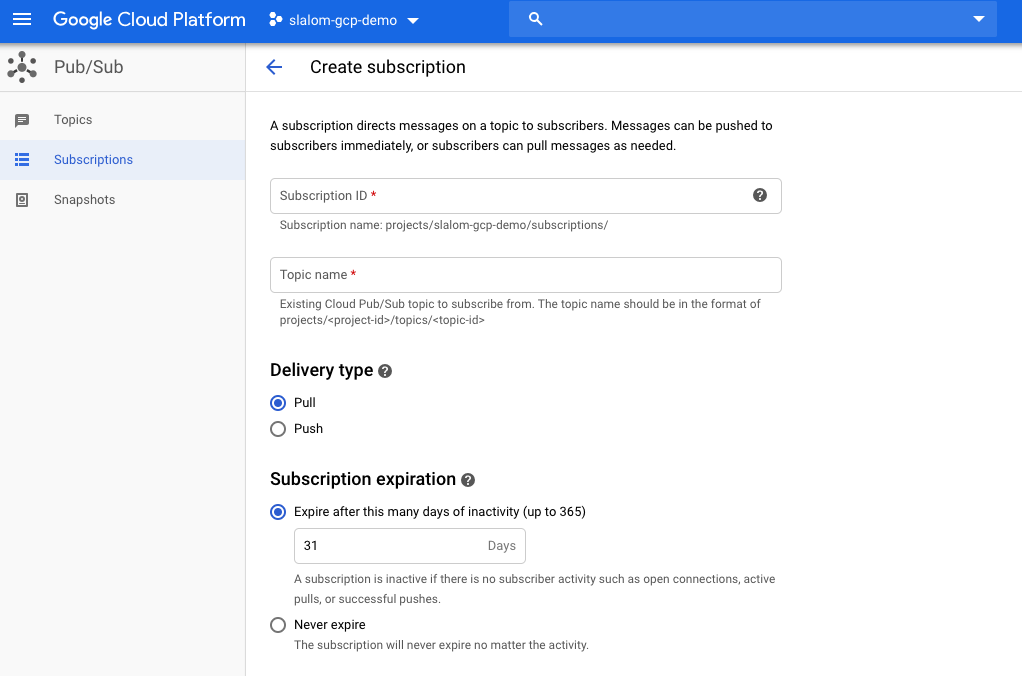 Google Cloud Platform
slalom-gcp-demo
Pub/Sub
Create subscription
Topics
Subscriptions
Snapshots
A subscription directs messages on a topic to subscribers. Messages can be pushed to
subscribers immediately, or subscribers can pull messages as needed.
Subscription ID *
Subscription name: projects/slalom-gcp-demo/subscriptions/
Topic name *
Existing Cloud Pub/Sub topic to subscribe from. The topic name should be in the format of
projects/<project-id>/topics/<topic-id>
Delivery type
Pull
Push
Subscription expiration
Expire after this many days of inactivity (up to 365)
31 Days
A subscription is inactive if there is no subscriber activity such as open connections, active
pulls, or successful pushes.
Never expire
The subscription will never expire no matter the activity.